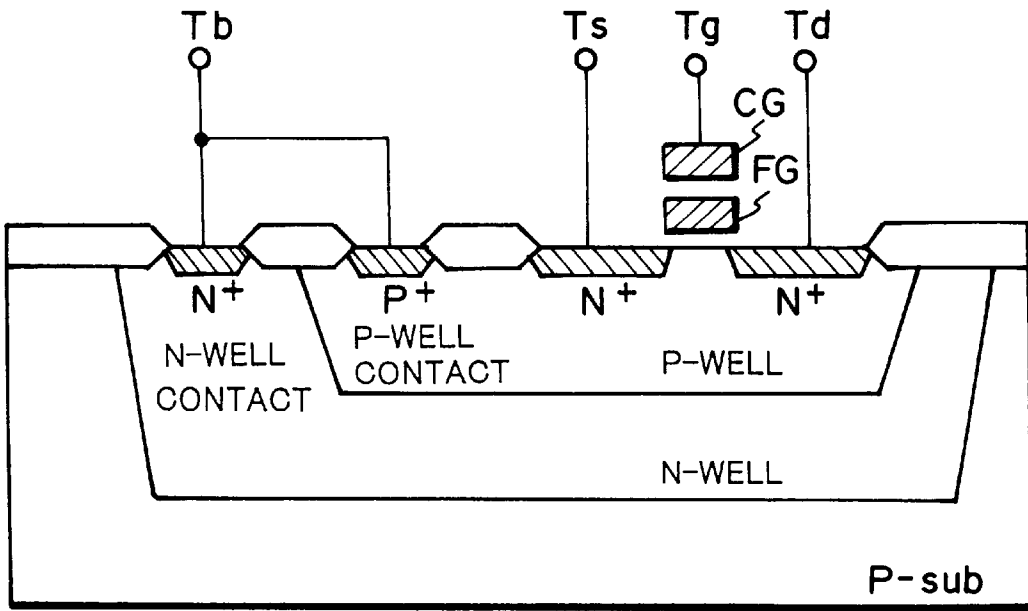 Tb Ts Tg Td
CG
FG
N+ P+ N+ N+
N-WELL
CONTACT
P-WELL
CONTACT
P-WELL
N-WELL
P-sub